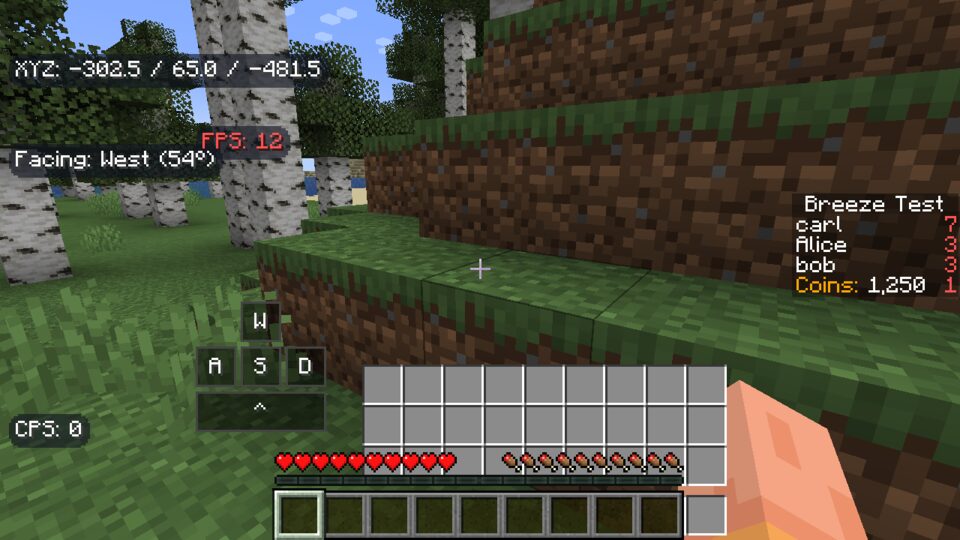 XYZ: -302.5 / 65.0 / -481.5
FPS: 12
Facing: West (54°)
Breeze Test
carl 7
Alice 3
bob 3
Coins: 1,250 1
W
A S D
^
CPS: 0